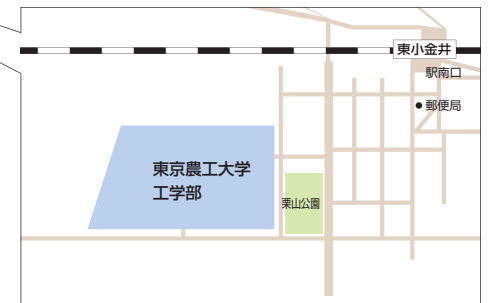 東小金井
駅南口
郵便局
東京農工大学
工学部
栗山公園